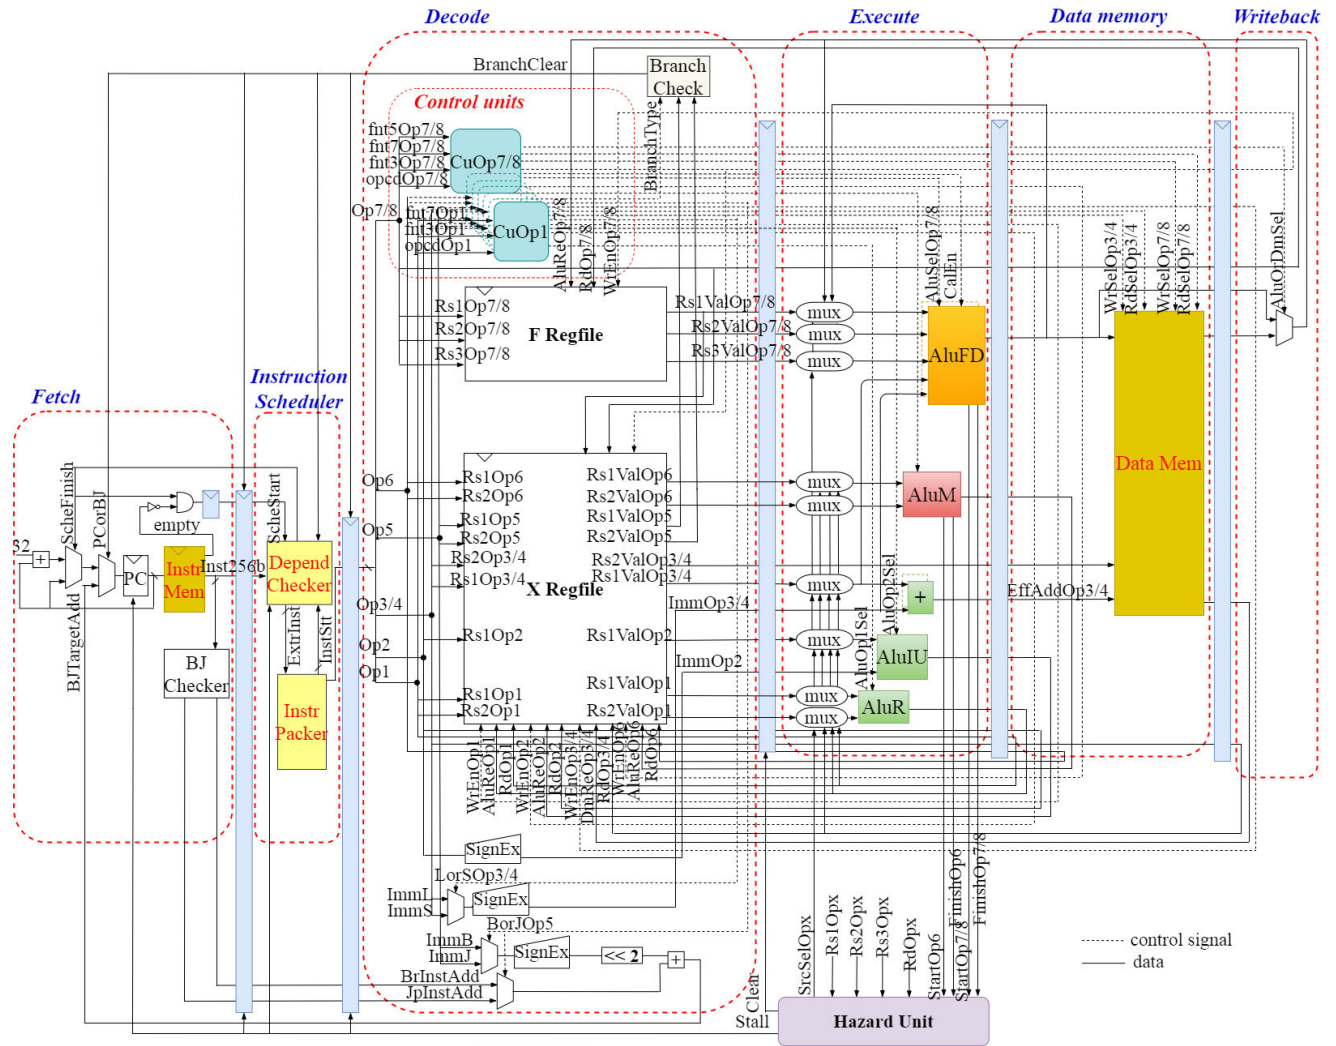 Decode
Execute
Data memory
Writeback
BranchClear
Branch
Check
Control units
BranchType
fnt5Op7/8
fnt7Op7/8
fnt3Op7/8
opcdOp7/8
CuOp7/8
Op7/8
fnt7Op1
fnt3Op1
opcdOp1
CuOp1
AluReOp7/8
RdOp7/8
WrEnOp7/8
AluSelOp7/8
CalEn
WrSelOp3/4
RdSelOp3/4
WrSelOp7/8
RdSelOp7/8
AluOrDmSel
Rs1Op7/8
Rs2Op7/8
Rs3Op7/8
F Regfile
Rs1ValOp7/8
Rs2ValOp7/8
Rs3ValOp7/8
mux
mux
mux
AluFD
Instruction
Scheduler
Fetch
ScheFinish
PCorBJ
empty
ScheStart
32
+
PC
Instr
Mem
Inst256b
Depend
Checker
BJTargetAdd
BJ
Checker
ExtrInst
InstStt
Instr
Packer
Op6
Op5
Op3/4
Op2
Op1
Rs1Op6
Rs2Op6
Rs1Op5
Rs2Op5
Rs2Op3/4
Rs1Op3/4
X Regfile
Rs1Op2
Rs1Op1
Rs2Op1
Rs1ValOp6
Rs2ValOp6
Rs1ValOp5
Rs2ValOp5
Rs2ValOp3/4
Rs1ValOp3/4
ImmOp3/4
Rs1ValOp2
ImmOp2
Rs1ValOp1
Rs2ValOp1
mux
mux
mux
mux
mux
mux
AluM
AluOp2Sel
+
EffAddOp3/4
AluOp1Sel
AluIU
AluR
Data Mem
WrEnOp1
AluReOp1
RdOp1
WrEnOp2
AluReOp2
RdOp2
WrEnOp3/4
DmReOp3/4
RdOp3/4
WrEnOp6
AluReOp6
RdOp6
SignEx
LorSOp3/4
ImmL
ImmS
SignEx
BorJOp5
ImmB
ImmJ
SignEx
<< 2
+
BrInstAdd
JpInstAdd
Clear
Stall
SrcSelOpx
Rs1Opx
Rs2Opx
Rs3Opx
RdOpx
StartOp6
FinishOp6
StartOp7/8
FinishOp7/8
Hazard Unit
control signal
data